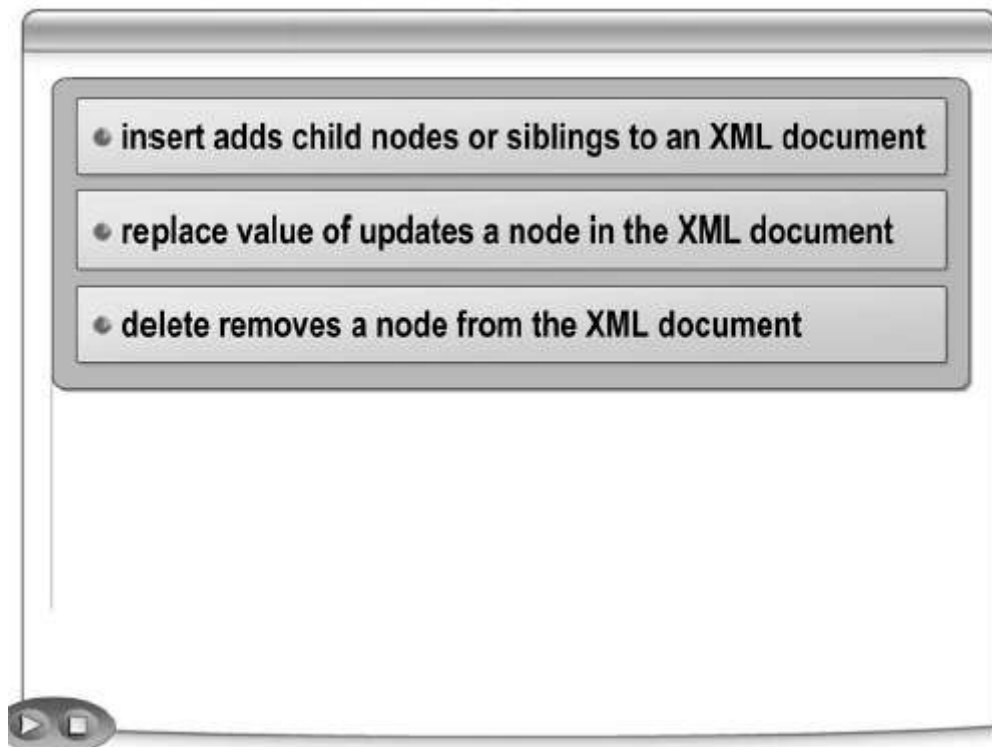 insert adds child nodes or siblings to an XML document
replace value of updates a node in the XML document
delete removes a node from the XML document